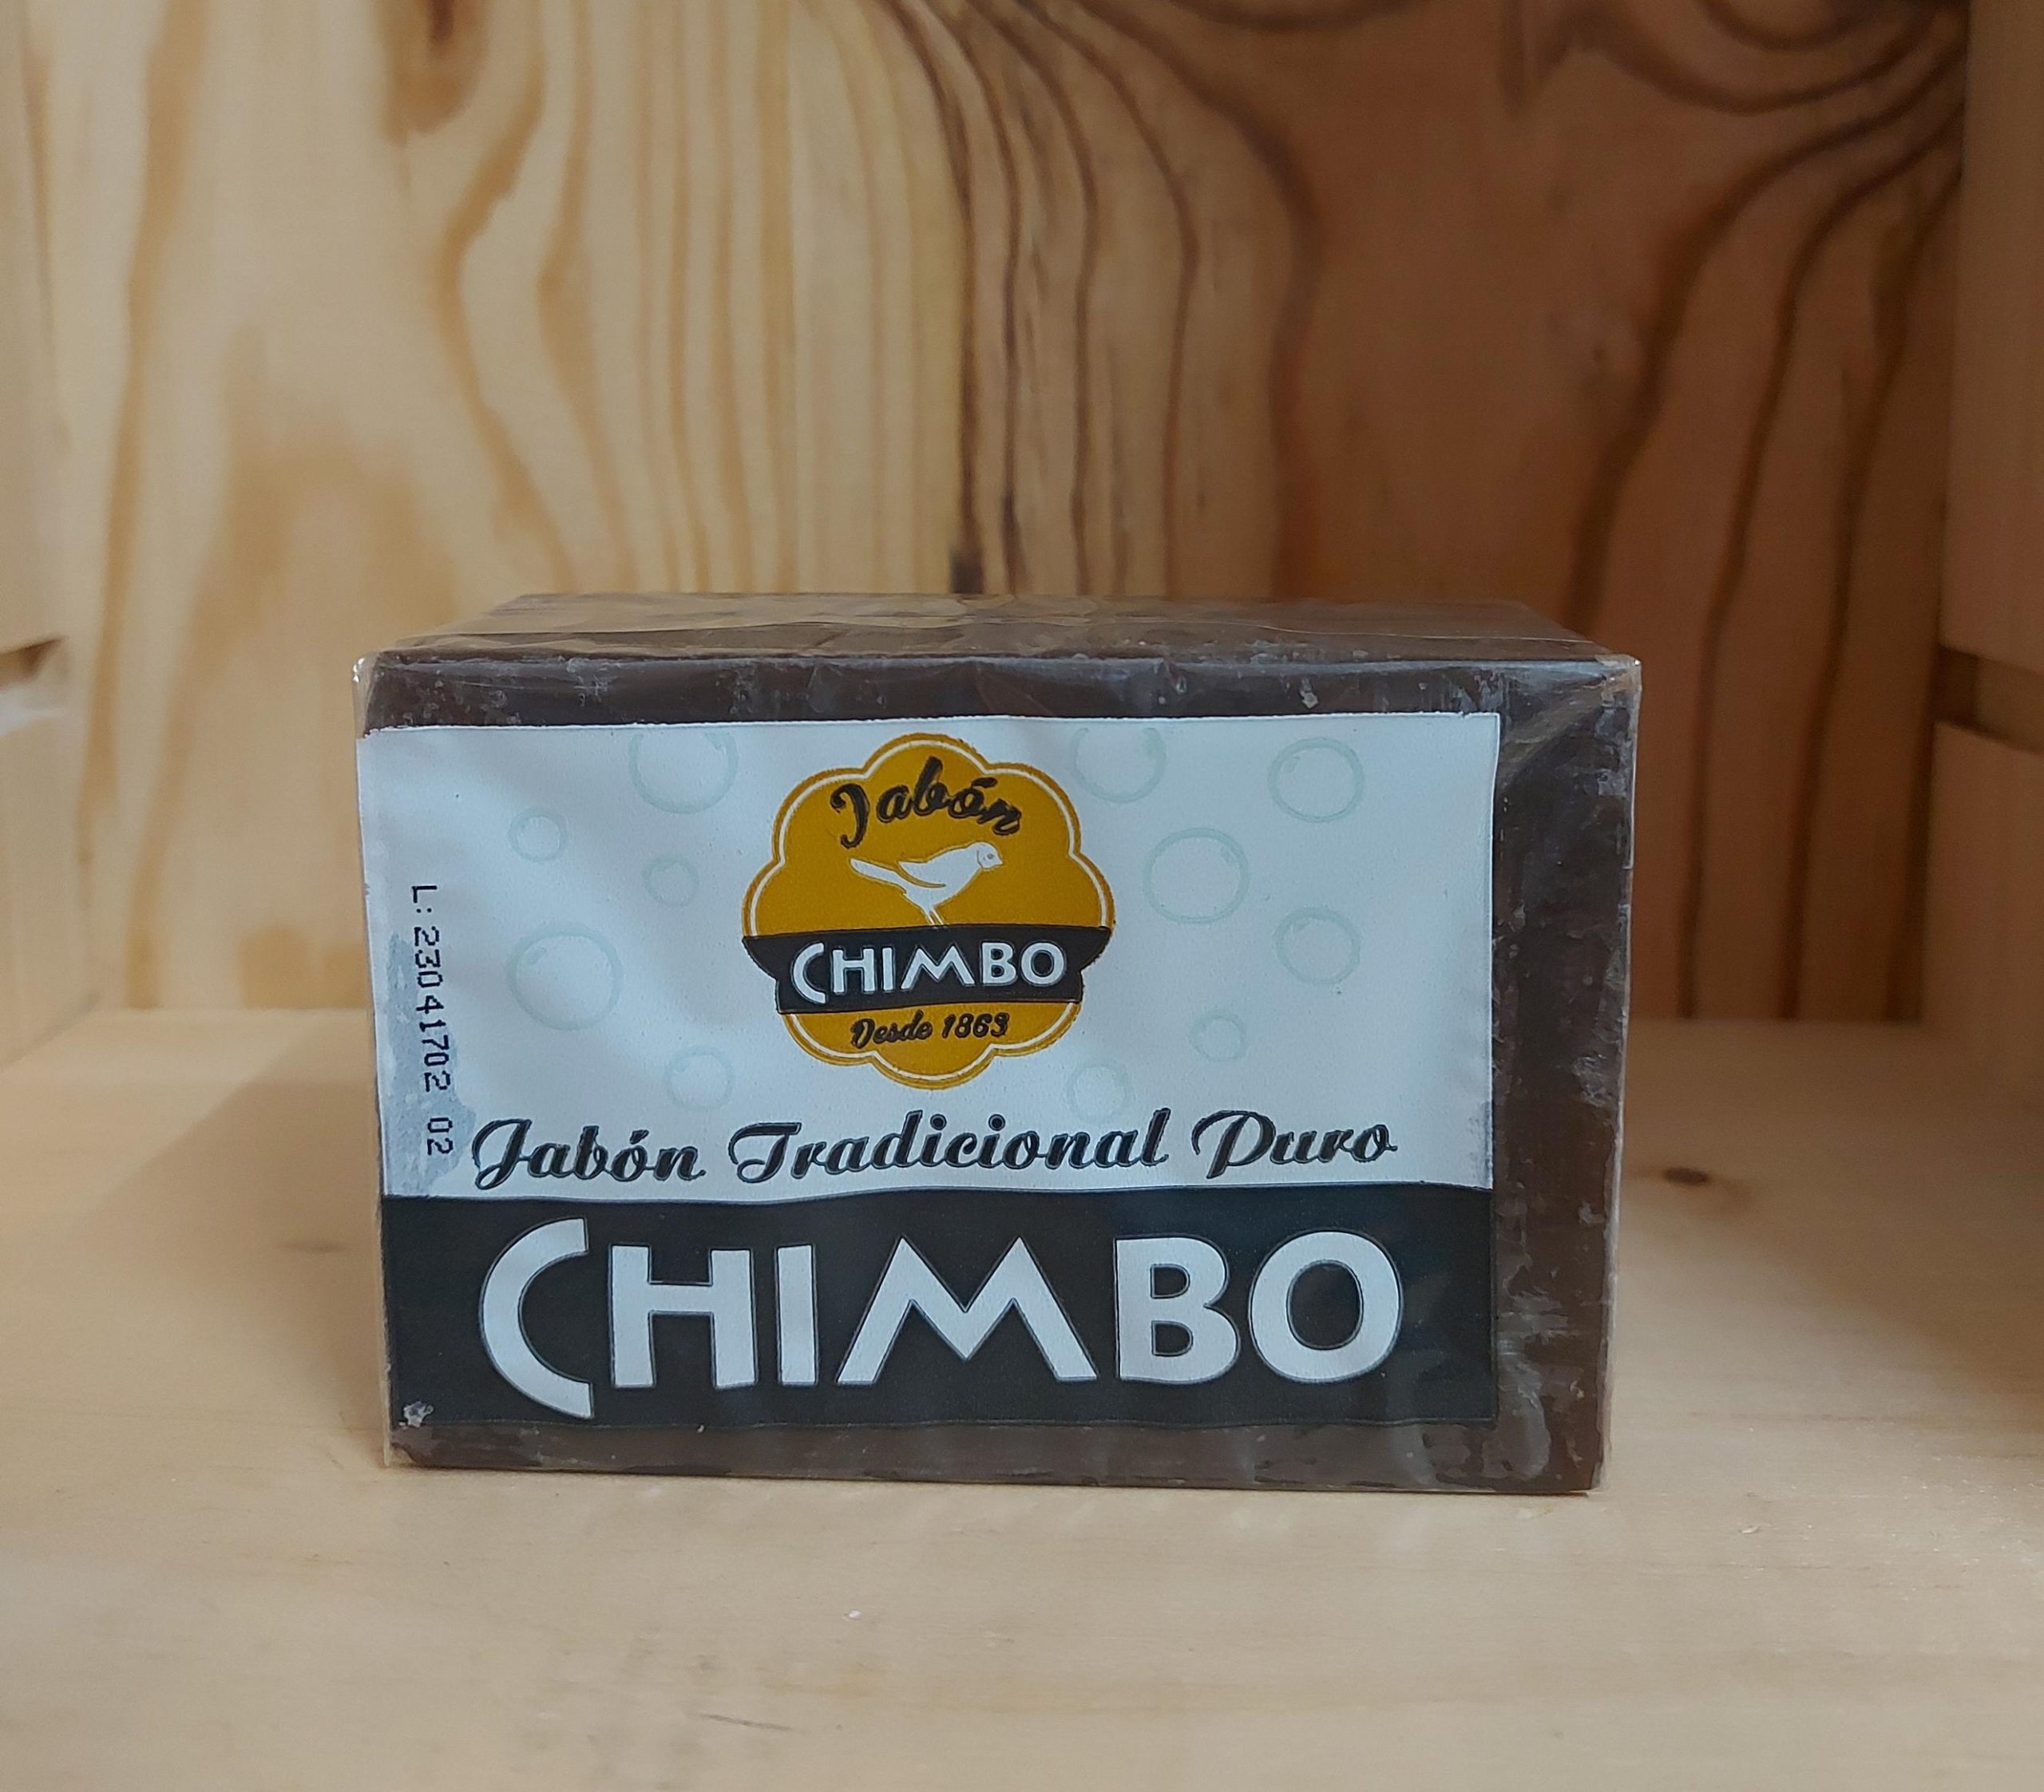 Jabón
CHIMBO
Desde 1863
L: 23041702 02
Jabón Tradicional Puro
CHIMBO